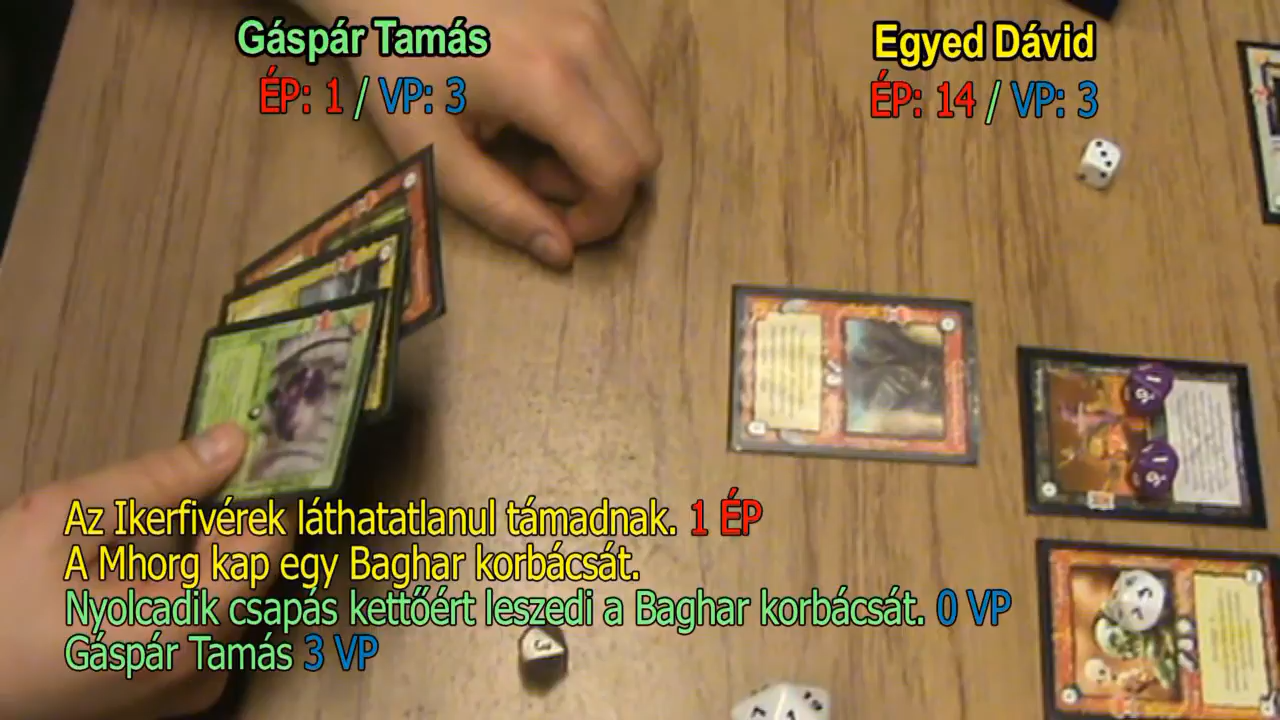 Gáspár Tamás
ÉP: 1 / VP: 3
Egyed Dávid
ÉP: 14 / VP: 3
Az Ikerfivérek láthatatlanul támadnak. 1 ÉP
A Mhorg kap egy Baghar korbácsát.
Nyolcadik csapás kettőért leszedi a Baghar korbácsát. 0 VP
Gáspár Tamás 3 VP